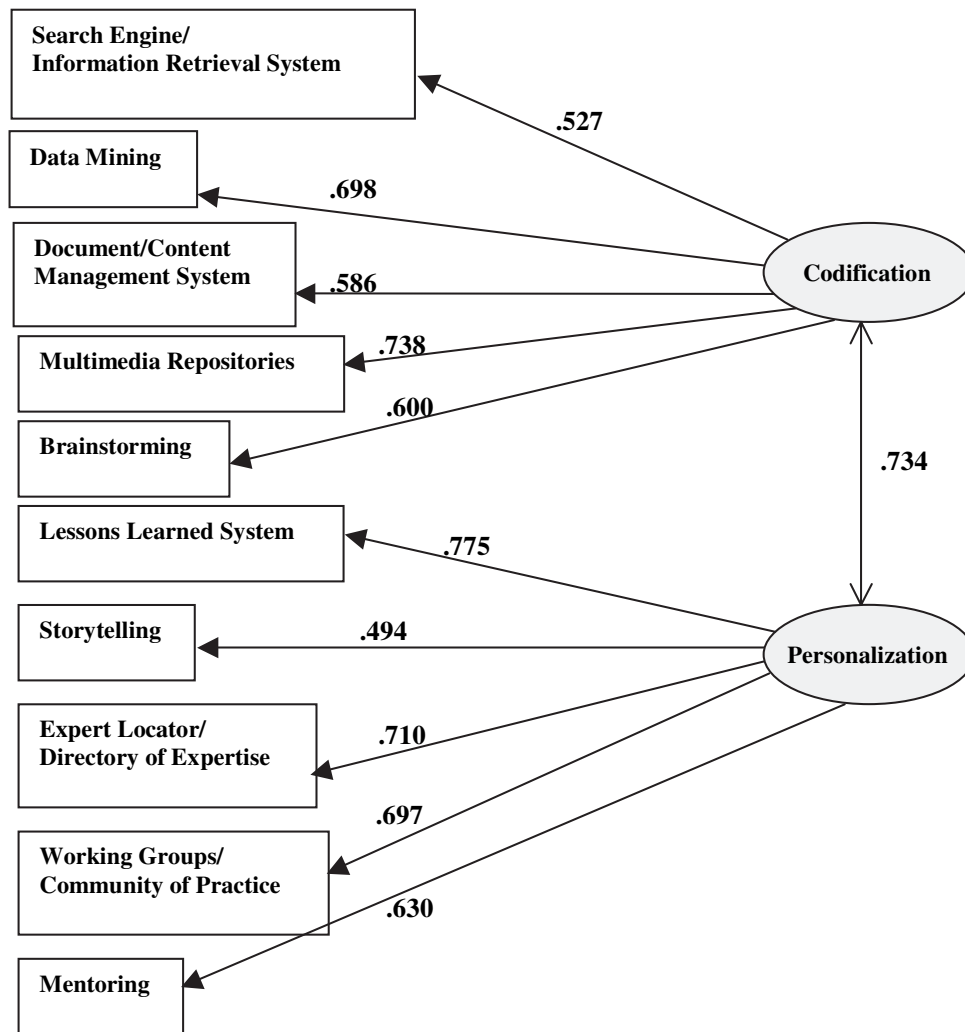 Search Engine/
Information Retrieval System
.527
Data Mining
.698
Document/Content
Management System
.586
Codification
Multimedia Repositories
.738
Brainstorming
.600
.734
Lessons Learned System
.775
Storytelling
.494
Personalization
Expert Locator/
Directory of Expertise
.710
Working Groups/
Community of Practice
.697
.630
Mentoring